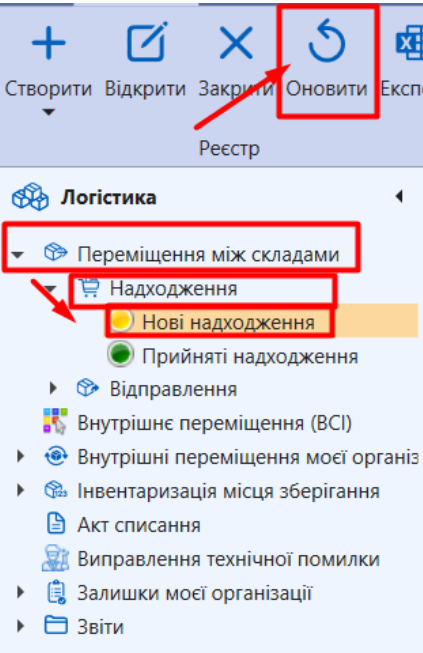 Створити Відкрити Закрити Оновити Експ
Реєстр
Логістика
Переміщення між складами
Надходження
Нові надходження
Прийняті надходження
Відправлення
Внутрішнє переміщення (ВСІ)
Внутрішні переміщення моєї організ
Інвентаризація місця зберігання
Акт списання
Виправлення технічної помилки
Залишки моєї організації
Звіти